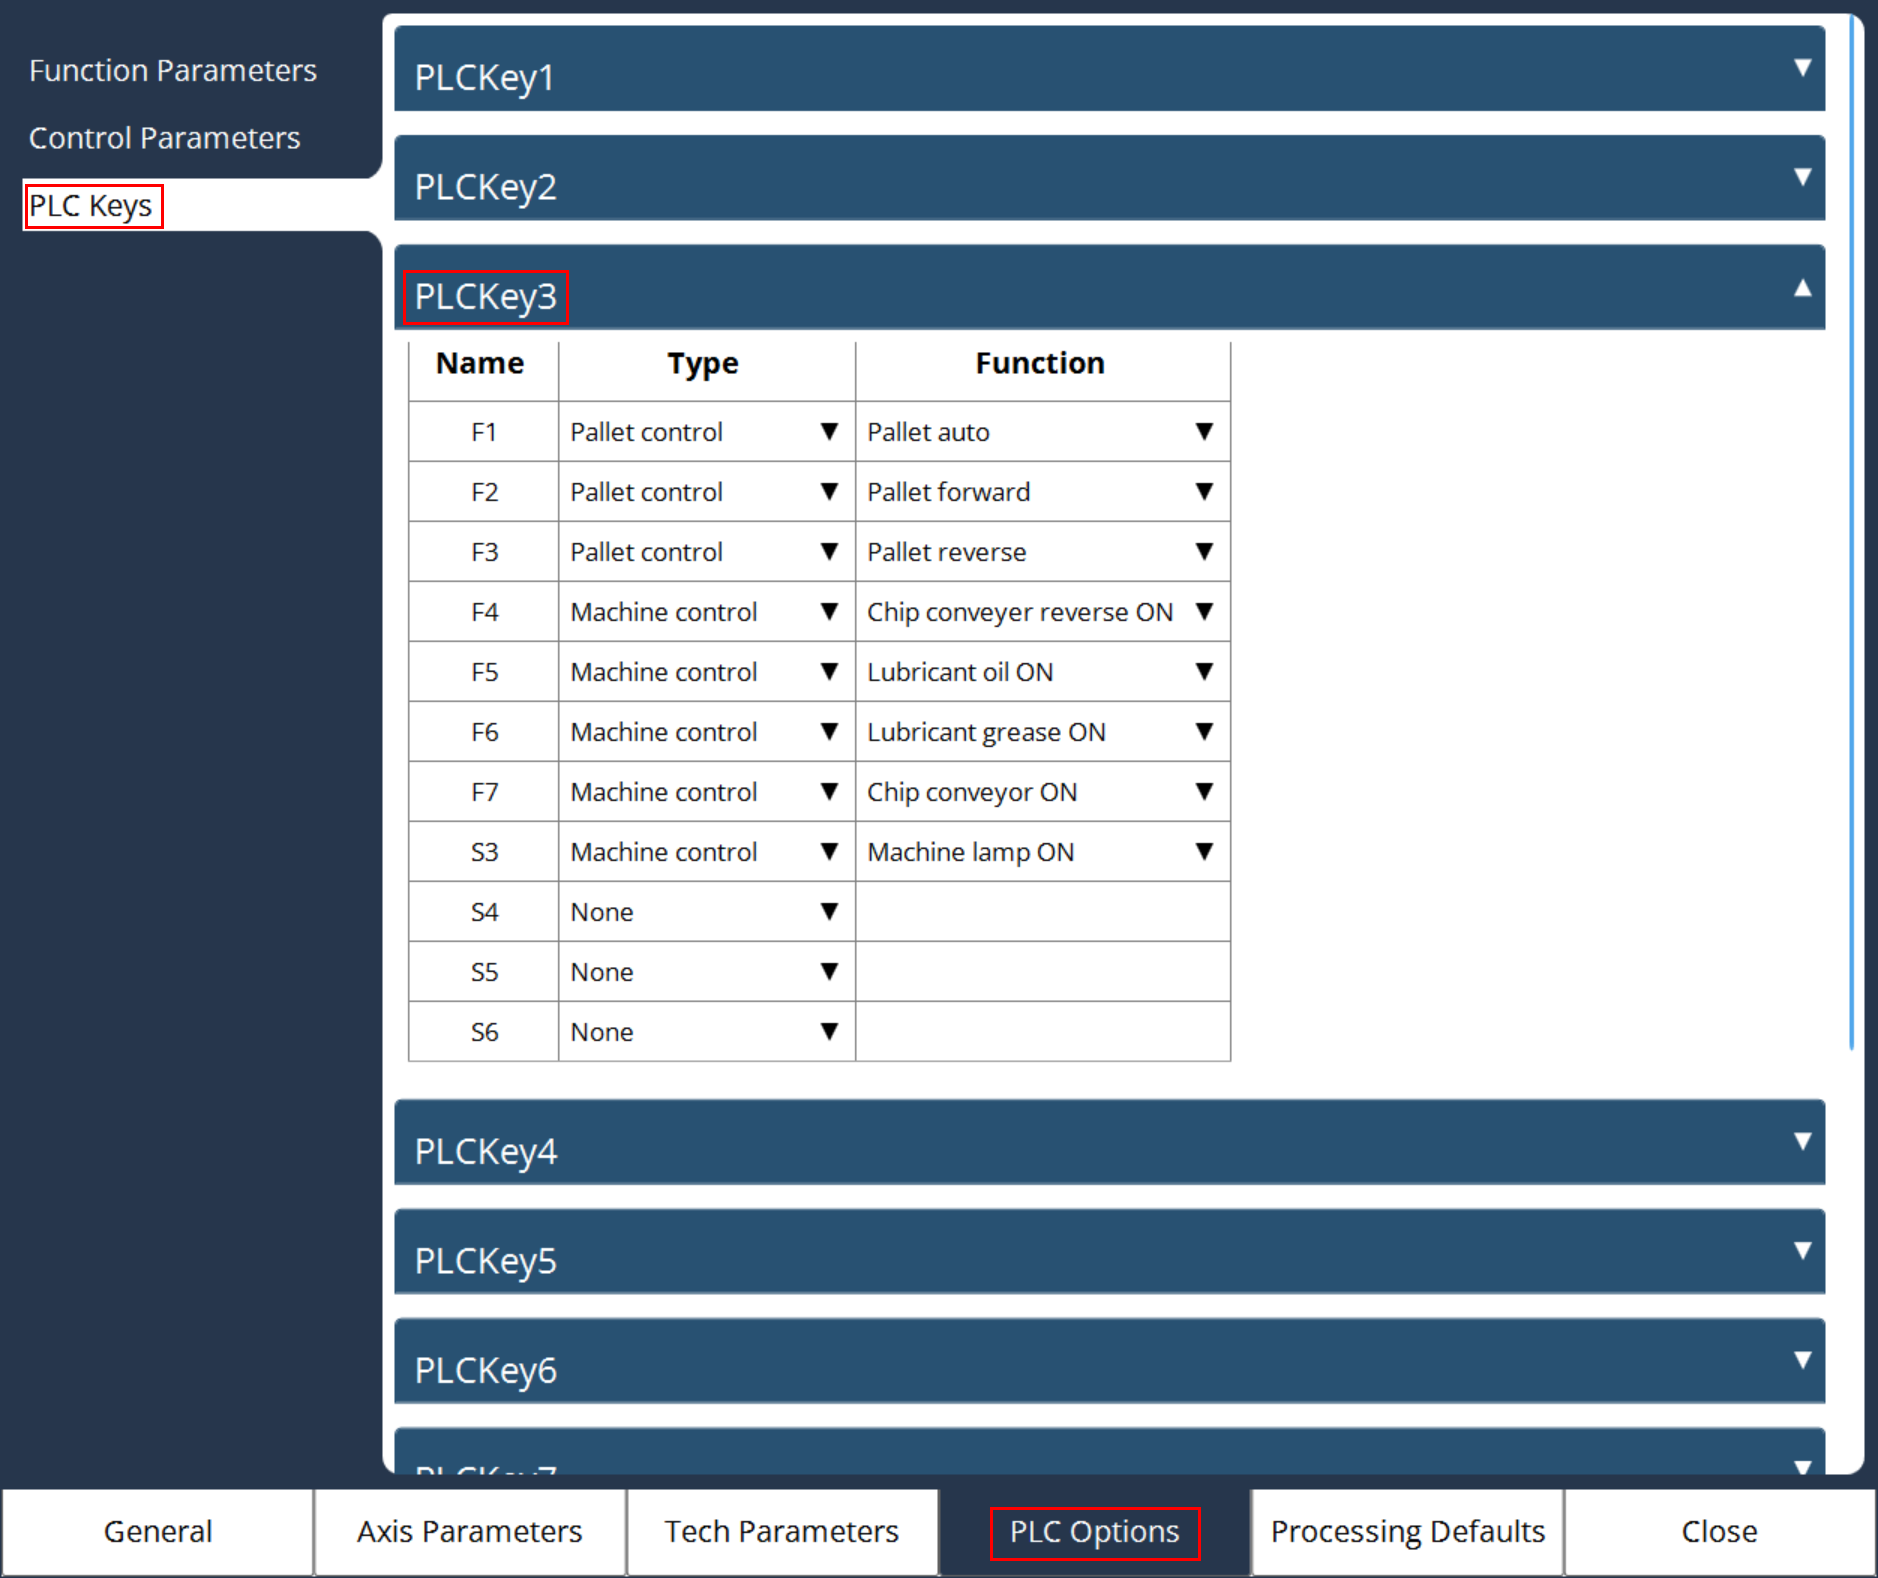 Function Parameters
Control Parameters
PLC Keys
PLCKey1
PLCKey2
PLCKey3
Name Type Function
F1 Pallet control Pallet auto
F2 Pallet control Pallet forward
F3 Pallet control Pallet reverse
F4 Machine control Chip conveyer reverse ON
F5 Machine control Lubricant oil ON
F6 Machine control Lubricant grease ON
F7 Machine control Chip conveyor ON
S3 Machine control Machine lamp ON
S4 None
S5 None
S6 None
PLCKey4
PLCKey5
PLCKey6
PLCKey7
General Axis Parameters Tech Parameters PLC Options Processing Defaults Close